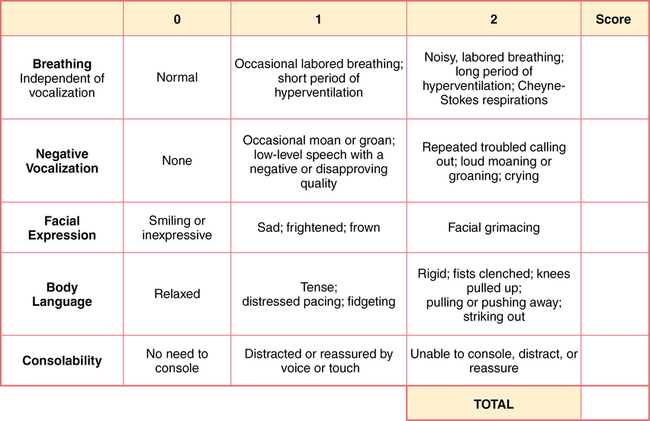 0 1 2 Score
Breathing
Independent of
vocalization
Normal
Occasional labored breathing;
short period of
hyperventilation
Noisy, labored breathing;
long period of
hyperventilation; Cheyne-
Stokes respirations
Negative
Vocalization
None
Occasional moan or groan;
low-level speech with a
negative or disapproving
quality
Repeated troubled calling
out; loud moaning or
groaning; crying
Facial
Expression
Smiling or
inexpressive
Sad; frightened; frown
Facial grimacing
Body
Language
Relaxed
Tense;
distressed pacing; fidgeting
Rigid; fists clenched; knees
pulled up;
pulling or pushing away;
striking out
Consolability
No need to
console
Distracted or reassured by
voice or touch
Unable to console, distract, or
reassure
TOTAL